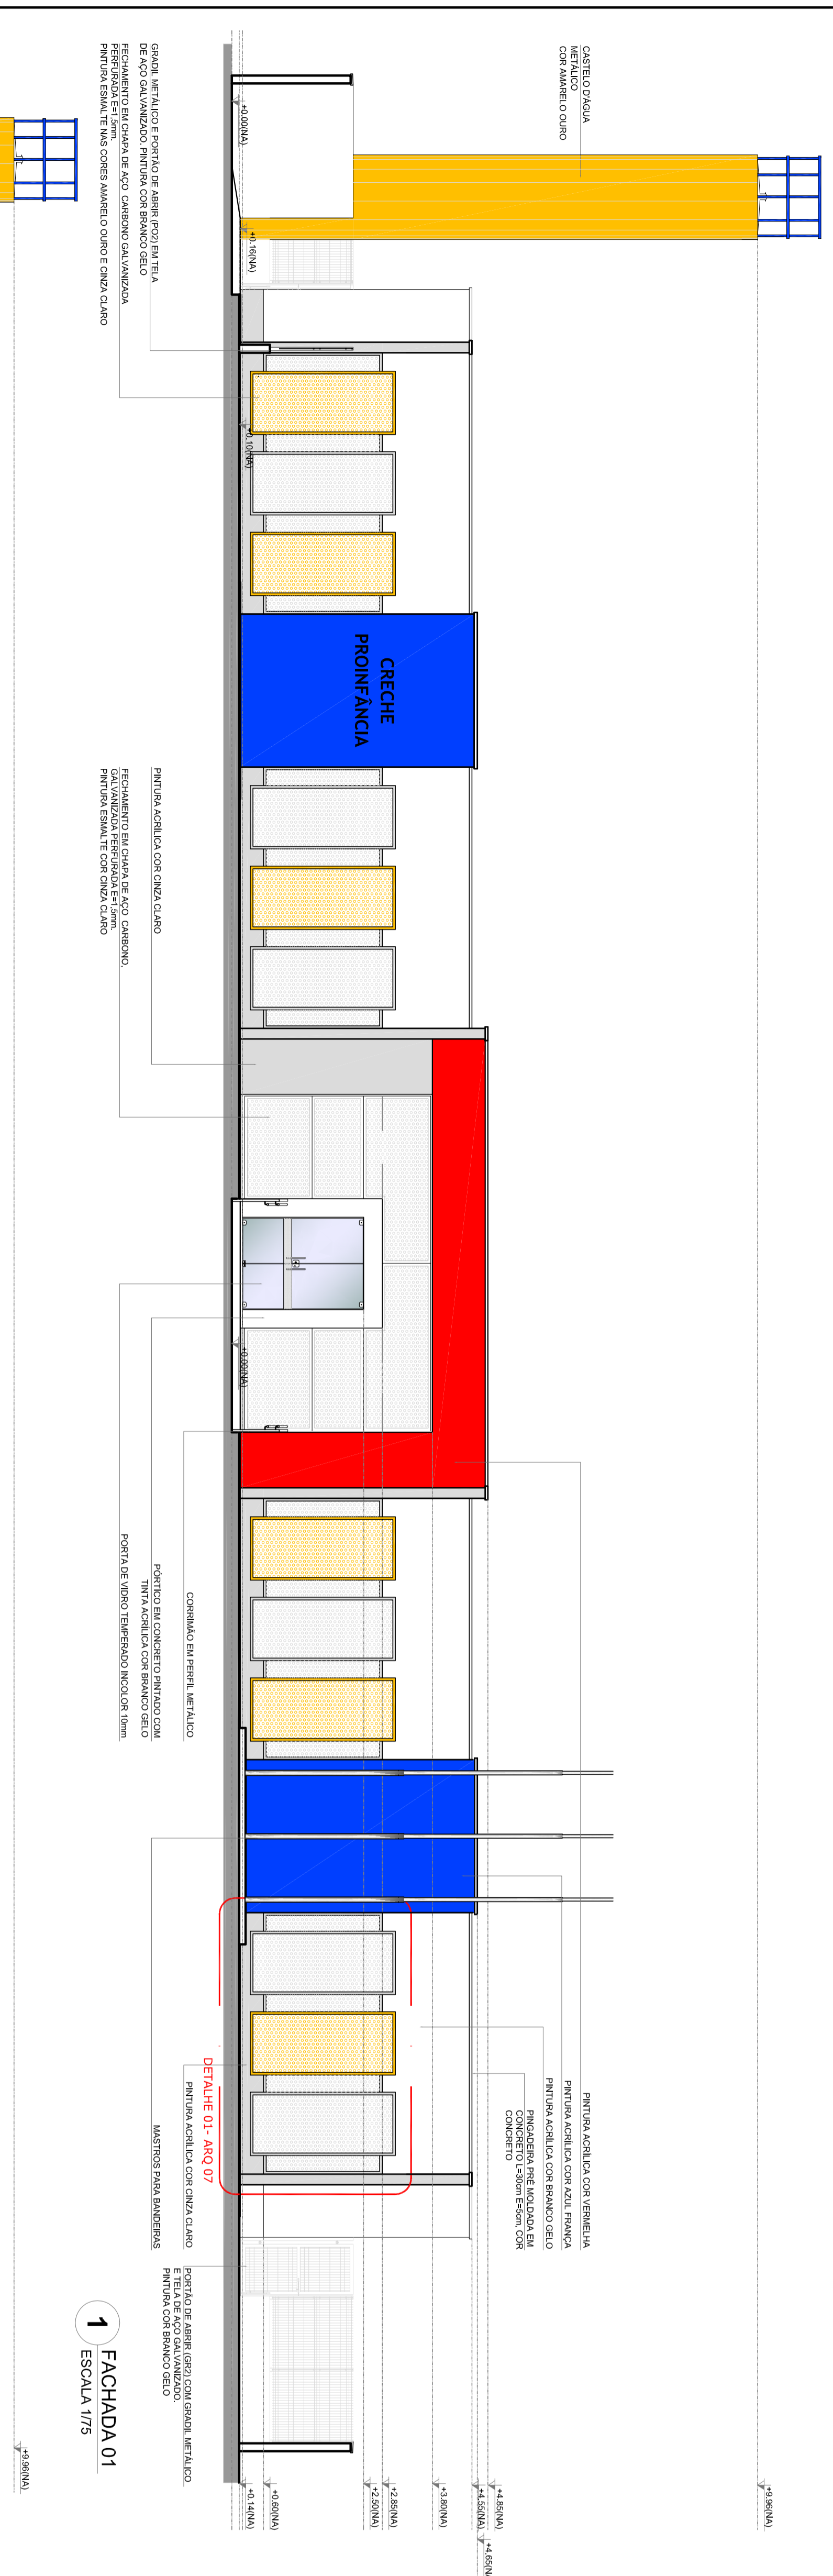 CASTELO D'ÁGUA
METÁLICO
COR AMARELO OURO
GRADIL METÁLICO E PORTÃO DE ABRIR (PO2) EM TELA
DE AÇO GALVANIZADO, PINTURA COR BRANCO GELO
FECHAMENTO EM CHAPA DE AÇO CARBONO GALVANIZADA
PERFURADA E=1,5mm,
PINTURA ESMALTE NAS CORES AMARELO OURO E CINZA CLARO
+0.00(NA)
+0.16(NA)
+0.10(NA)
CRECHE
PROINFÂNCIA
PINTURA ACRÍLICA COR CINZA CLARO
FECHAMENTO EM CHAPA DE AÇO CARBONO,
GALVANIZADA PERFURADA E=1,5mm,
PINTURA ESMALTE COR CINZA CLARO
+0.00(NA)
CORRIMÃO EM PERFIL METÁLICO
PÓRTICO EM CONCRETO PINTADO COM
TINTA ACRÍLICA COR BRANCO GELO
PORTA DE VIDRO TEMPERADO INCOLOR 10mm
PINTURA ACRÍLICA COR VERMELHA
PINTURA ACRÍLICA COR AZUL FRANÇA
PINTURA ACRÍLICA COR BRANCO GELO
PINGADEIRA PRÉ MOLDADA EM
CONCRETO L=30cm E=5cm, COR
CONCRETO
DETALHE 01- ARQ 07
PINTURA ACRÍLICA COR CINZA CLARO
MASTROS PARA BANDEIRAS
PORTÃO DE ABRIR (GR2) COM GRADIL METÁLICO
E TELA DE AÇO GALVANIZADO,
PINTURA COR BRANCO GELO
+9.96(NA)
+4.85(NA)
+4.65(NA)
+4.55(NA)
+3.80(NA)
+2.85(NA)
+2.50(NA)
+0.60(NA)
+0.14(NA)
1
FACHADA 01
ESCALA 1/75
+9.96(NA)